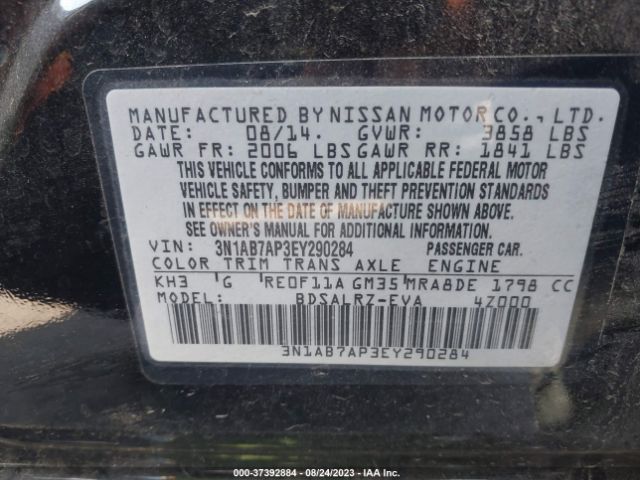 MANUFACTURED BY NISSAN MOTOR CO., LTD.
DATE: 08/14. GVWR: 3858 LBS
GAWR FR: 2006 LBS GAWR RR: 1841 LBS
THIS VEHICLE CONFORMS TO ALL APPLICABLE FEDERAL MOTOR
VEHICLE SAFETY, BUMPER AND THEFT PREVENTION STANDARDS
IN EFFECT ON THE DATE OF MANUFACTURE SHOWN ABOVE.
SEE OWNER'S MANUAL FOR ADDITIONAL INFORMATION.
VIN: 3N1AB7AP3EY290284 PASSENGER CAR.
COLOR TRIM TRANS AXLE ENGINE
KH3 G RE0F11A GM35 MRA8DE 1798 CC
MODEL: BDSALRZ-EVA 4Z000
3N1AB7AP3EY290284
000-37392884 - 08/24/2023 - IAA Inc.